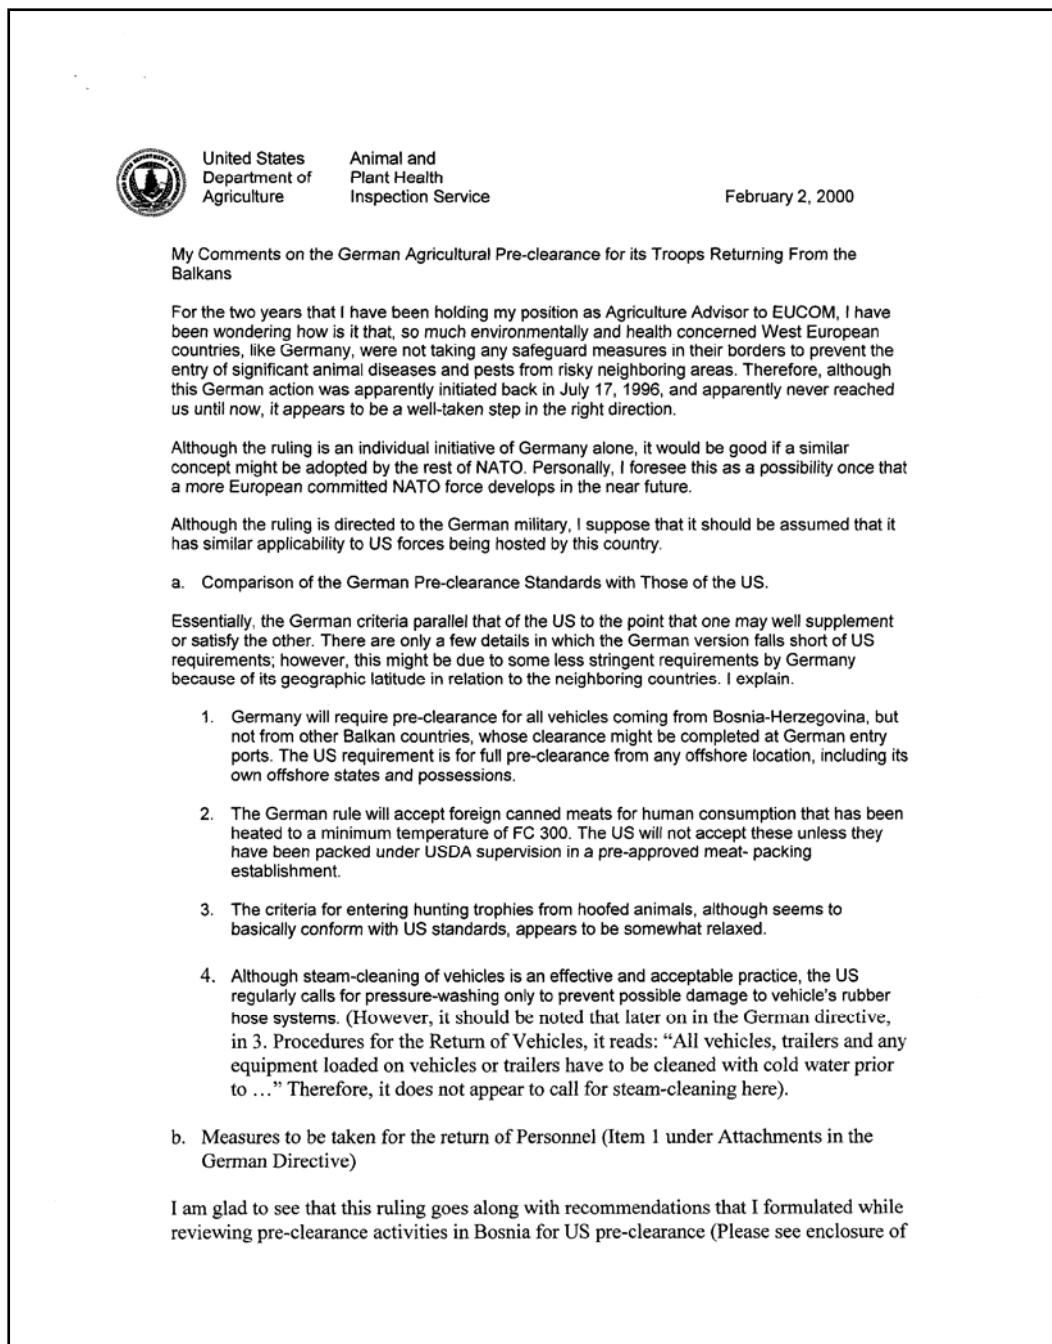 United States Department of Agriculture
Animal and Plant Health Inspection Service
February 2, 2000
My Comments on the German Agricultural Pre-clearance for its Troops Returning From the
Balkans
For the two years that I have been holding my position as Agriculture Advisor to EUCOM, I have
been wondering how is it that, so much environmentally and health concerned West European
countries, like Germany, were not taking any safeguard measures in their borders to prevent the
entry of significant animal diseases and pests from risky neighboring areas. Therefore, although
this German action was apparently initiated back in July 17, 1996, and apparently never reached
us until now, it appears to be a well-taken step in the right direction.
Although the ruling is an individual initiative of Germany alone, it would be good if a similar
concept might be adopted by the rest of NATO. Personally, I foresee this as a possibility once that
a more European committed NATO force develops in the near future.
Although the ruling is directed to the German military, I suppose that it should be assumed that it
has similar applicability to US forces being hosted by this country.
a. Comparison of the German Pre-clearance Standards with Those of the US.
Essentially, the German criteria parallel that of the US to the point that one may well supplement
or satisfy the other. There are only a few details in which the German version falls short of US
requirements; however, this might be due to some less stringent requirements by Germany
because of its geographic latitude in relation to the neighboring countries. I explain.
1. Germany will require pre-clearance for all vehicles coming from Bosnia-Herzegovina, but
not from other Balkan countries, whose clearance might be completed at German entry
ports. The US requirement is for full pre-clearance from any offshore location, including its
own offshore states and possessions.
2. The German rule will accept foreign canned meats for human consumption that has been
heated to a minimum temperature of FC 300. The US will not accept these unless they
have been packed under USDA supervision in a pre-approved meat- packing
establishment.
3. The criteria for entering hunting trophies from hoofed animals, although seems to
basically conform with US standards, appears to be somewhat relaxed.
4. Although steam-cleaning of vehicles is an effective and acceptable practice, the US
regularly calls for pressure-washing only to prevent possible damage to vehicle's rubber
hose systems. (However, it should be noted that later on in the German directive,
in 3. Procedures for the Return of Vehicles, it reads: “All vehicles, trailers and any
equipment loaded on vehicles or trailers have to be cleaned with cold water prior
to …” Therefore, it does not appear to call for steam-cleaning here).
b. Measures to be taken for the return of Personnel (Item 1 under Attachments in the
German Directive)
I am glad to see that this ruling goes along with recommendations that I formulated while
reviewing pre-clearance activities in Bosnia for US pre-clearance (Please see enclosure of